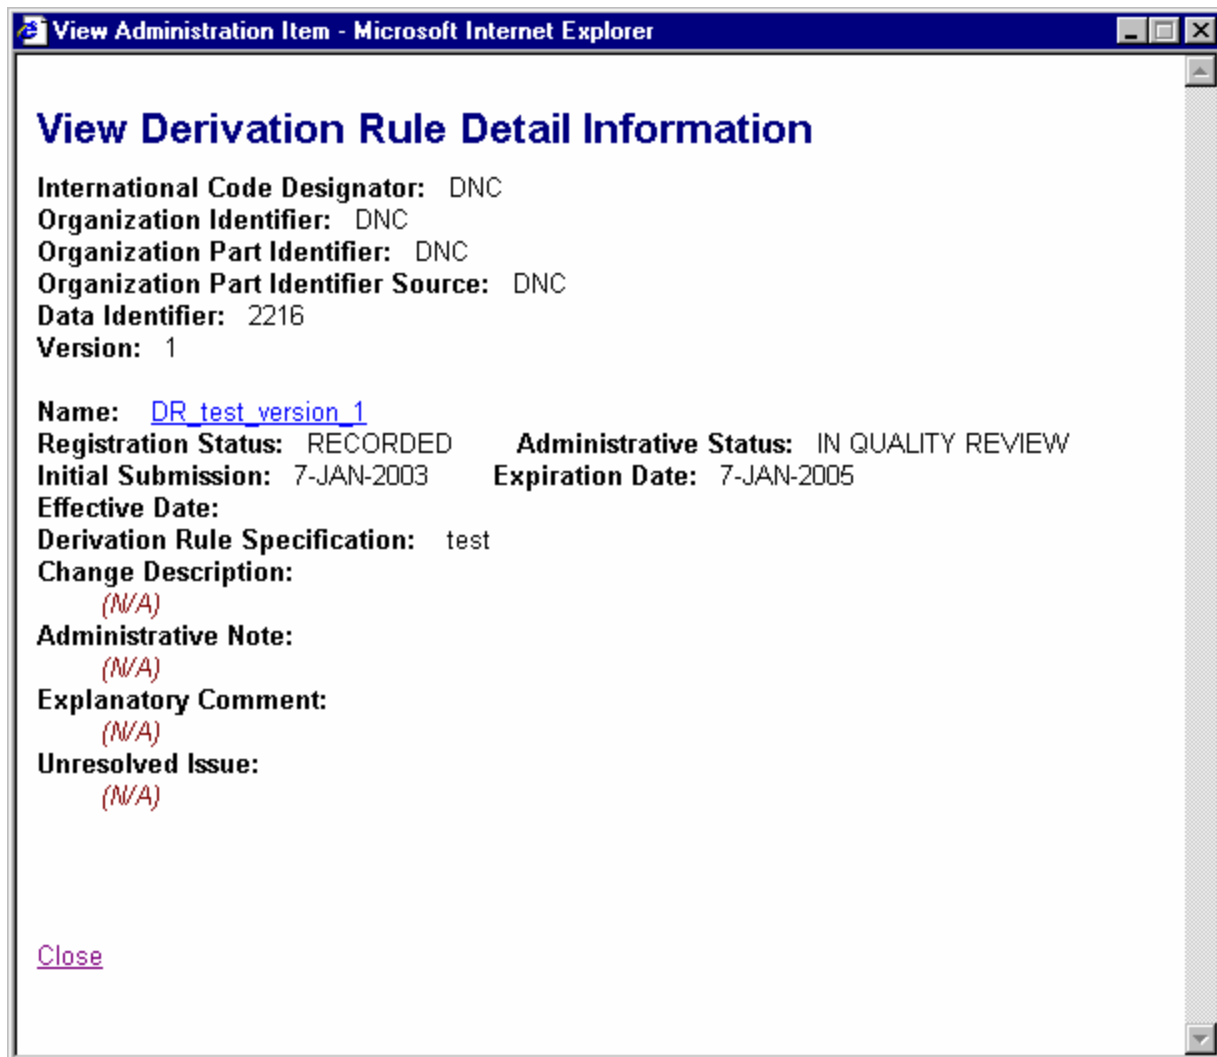 View Administration Item - Microsoft Internet Explorer
View Derivation Rule Detail Information
International Code Designator: DNC
Organization Identifier: DNC
Organization Part Identifier: DNC
Organization Part Identifier Source: DNC
Data Identifier: 2216
Version: 1
Name: DR_test_version_1
Registration Status: RECORDED Administrative Status: IN QUALITY REVIEW
Initial Submission: 7-JAN-2003 Expiration Date: 7-JAN-2005
Effective Date:
Derivation Rule Specification: test
Change Description:
(N/A)
Administrative Note:
(N/A)
Explanatory Comment:
(N/A)
Unresolved Issue:
(N/A)
Close